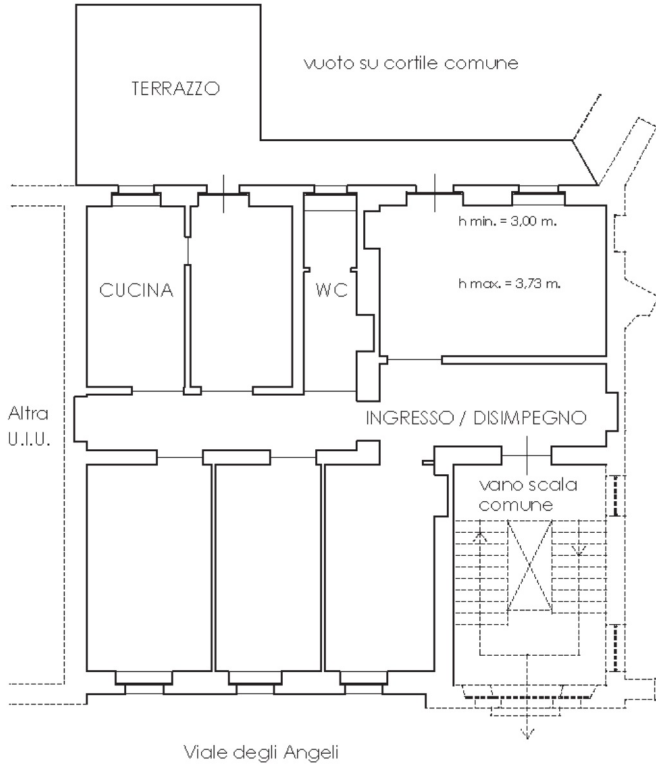 vuoto su cortile comune
TERRAZZO
h min. = 3,00 m.
CUCINA
WC
h max. = 3,73 m.
Altra
U.I.U.
INGRESSO / DISIMPEGNO
vano scala
comune
Viale degli Angeli